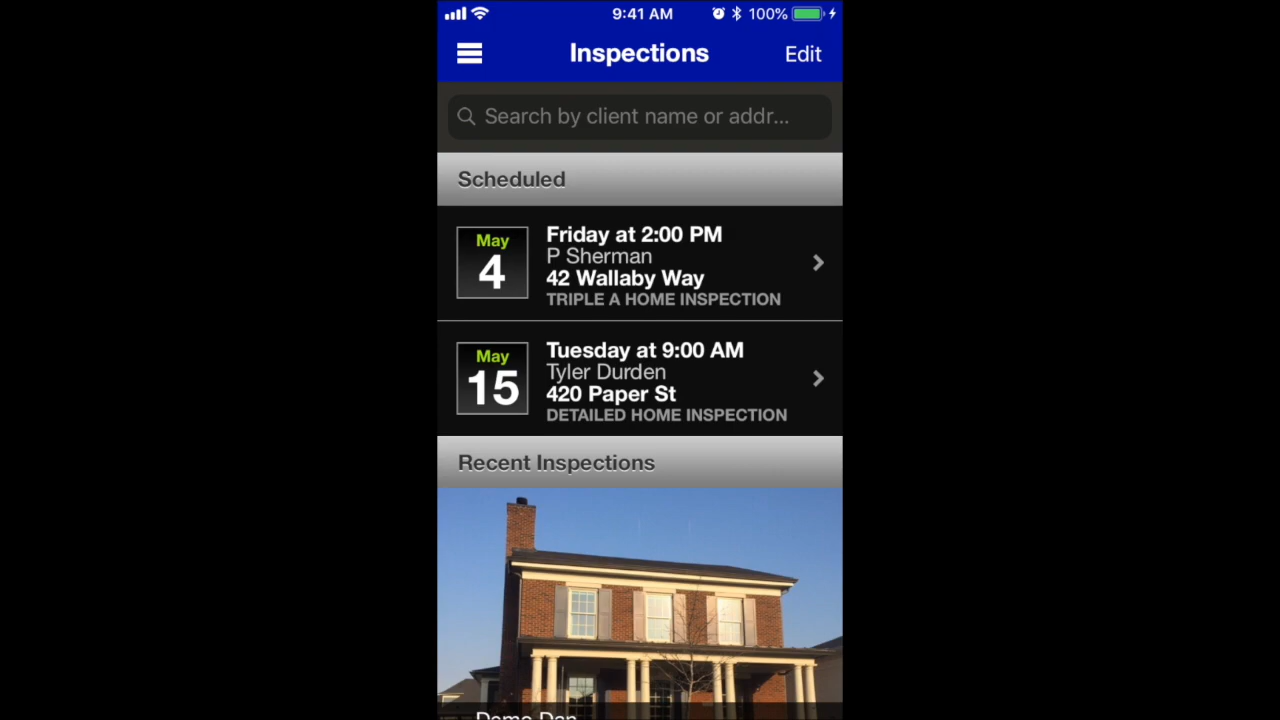 9:41 AM 100%
Inspections Edit
Search by client name or addr...
Scheduled
May
4
Friday at 2:00 PM
P Sherman
42 Wallaby Way
TRIPLE A HOME INSPECTION
May
15
Tuesday at 9:00 AM
Tyler Durden
420 Paper St
DETAILED HOME INSPECTION
Recent Inspections
Demo Dan